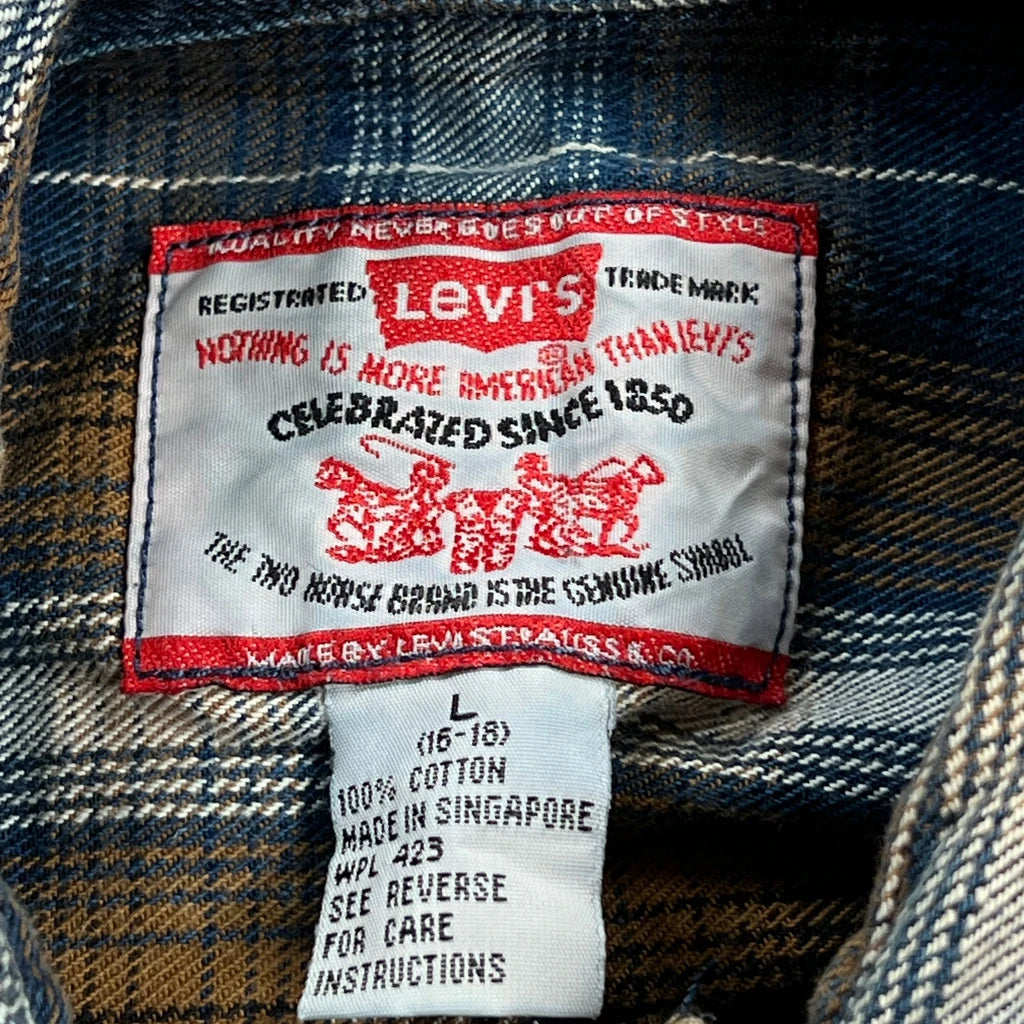 QUALITY NEVER GOES OUT OF STYLE
REGISTRATED Levi's TRADE MARK
NOTHING IS MORE AMERICAN THAN LEVI'S
CELEBRATED SINCE 1850
THE TWO HORSE BRAND IS THE GENUINE SYMBOL
MADE BY LEVI STRAUSS & CO
L
(16-18)
100% COTTON
MADE IN SINGAPORE
WPL 423
SEE REVERSE
FOR CARE
INSTRUCTIONS